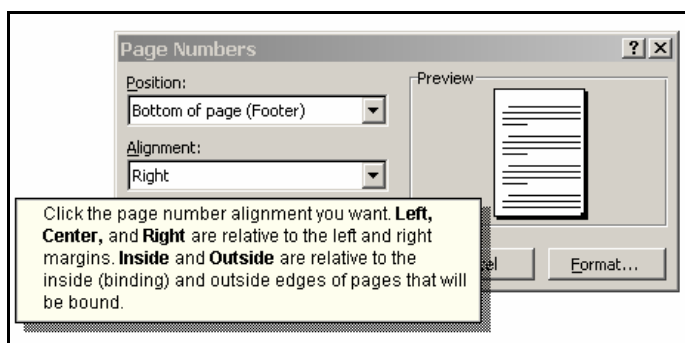 Page Numbers
Position:
Preview
Bottom of page (Footer)
Alignment:
Right
Click the page number alignment you want. Left,
Center, and Right are relative to the left and right
margins. Inside and Outside are relative to the
inside (binding) and outside edges of pages that will
be bound.
Format...